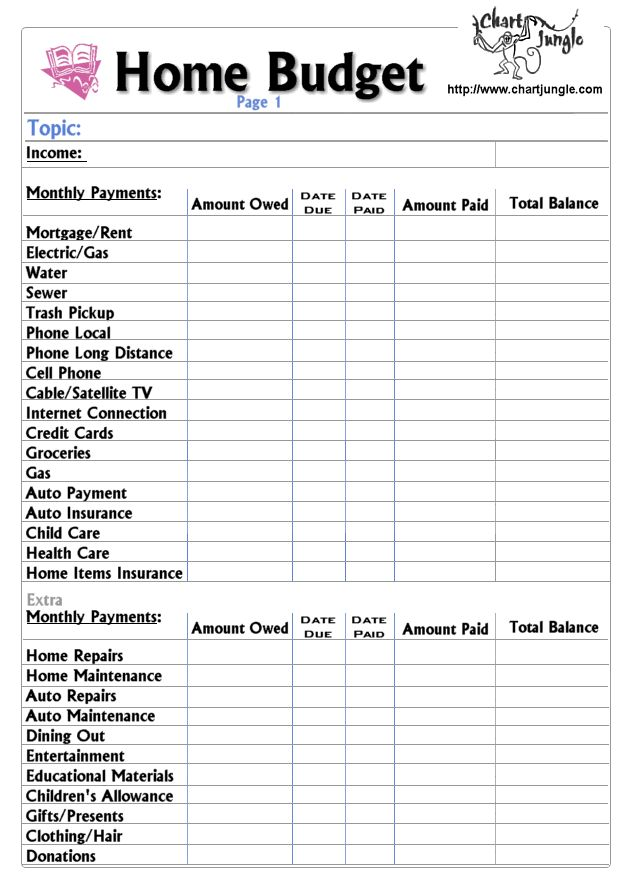 Chart
Jungle
Home Budget
http://www.chartjungle.com
Page 1
Topic:
Income:
Monthly Payments: Amount Owed DATE DUE DATE PAID Amount Paid Total Balance
Mortgage/Rent
Electric/Gas
Water
Sewer
Trash Pickup
Phone Local
Phone Long Distance
Cell Phone
Cable/Satellite TV
Internet Connection
Credit Cards
Groceries
Gas
Auto Payment
Auto Insurance
Child Care
Health Care
Home Items Insurance
Extra
Monthly Payments: Amount Owed DATE DUE DATE PAID Amount Paid Total Balance
Home Repairs
Home Maintenance
Auto Repairs
Auto Maintenance
Dining Out
Entertainment
Educational Materials
Children's Allowance
Gifts/Presents
Clothing/Hair
Donations